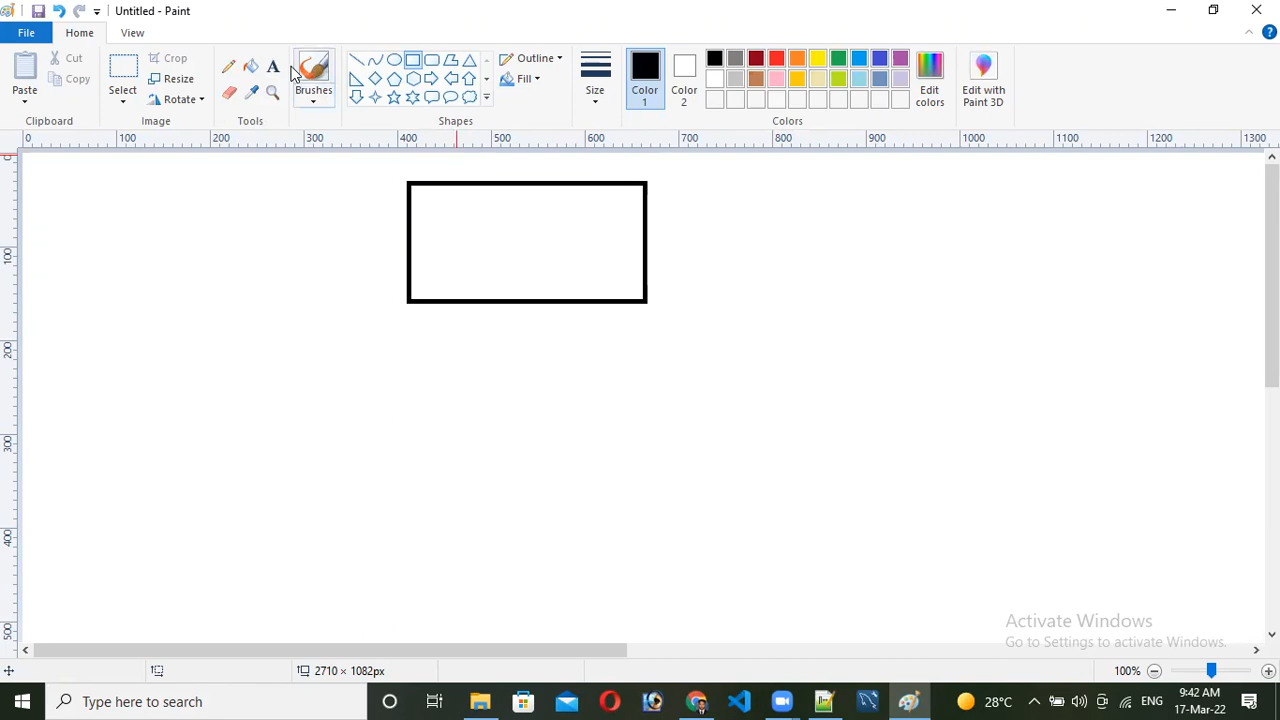 Untitled - Paint
File Home View
Paste Cut Copy Clipboard
Select Crop Resize Rotate Image
A Tools
Brushes
Outline Fill Shapes
Size
Color 1
Color 2
Edit colors
Edit with Paint 3D
Colors
0 100 200 300 400 500 600 700 800 900 1000 1100 1200 1300
0
100
200
300
400
500
Activate Windows
Go to Settings to activate Windows.
2710 × 1082px 100%
Type here to search 28°C ENG 9:42 AM
17-Mar-22